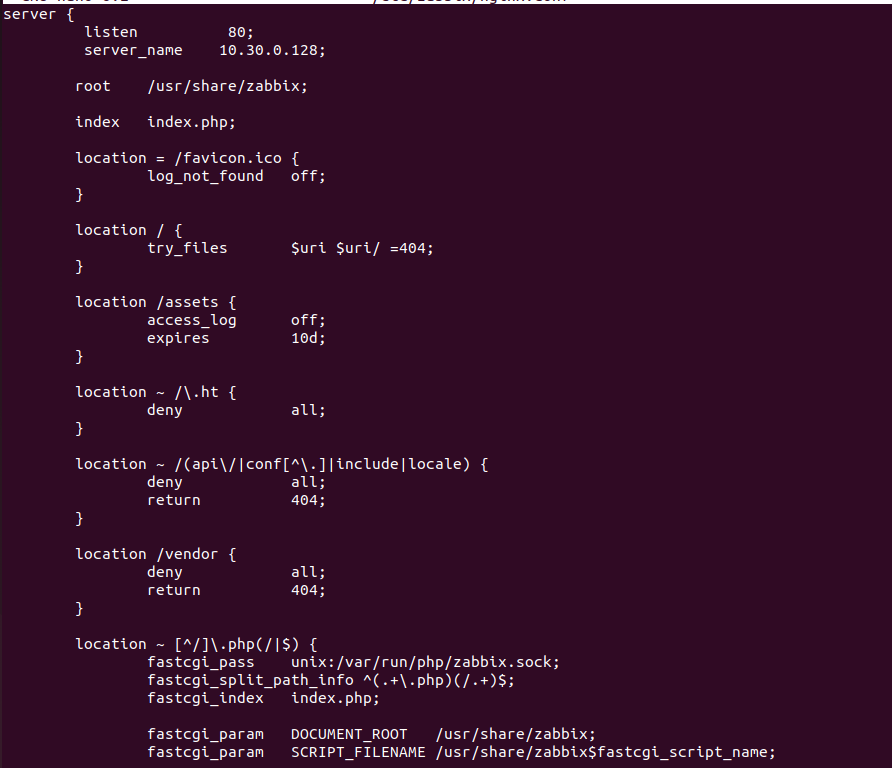 server {
        listen          80;
        server_name    10.30.0.128;
        root    /usr/share/zabbix;
        index   index.php;
        location = /favicon.ico {
                log_not_found   off;
        }
        location / {
                try_files       $uri $uri/ =404;
        }
        location /assets {
                access_log      off;
                expires         10d;
        }
        location ~ /\.ht {
                deny            all;
        }
        location ~ /(api\/|conf[^\.]|include|locale) {
                deny            all;
                return          404;
        }
        location /vendor {
                deny            all;
                return          404;
        }
        location ~ [^/]\.php(/|$) {
                fastcgi_pass    unix:/var/run/php/zabbix.sock;
                fastcgi_split_path_info ^(.+\.php)(/.+)$;
                fastcgi_index   index.php;
                fastcgi_param   DOCUMENT_ROOT   /usr/share/zabbix;
                fastcgi_param   SCRIPT_FILENAME /usr/share/zabbix$fastcgi_script_name;